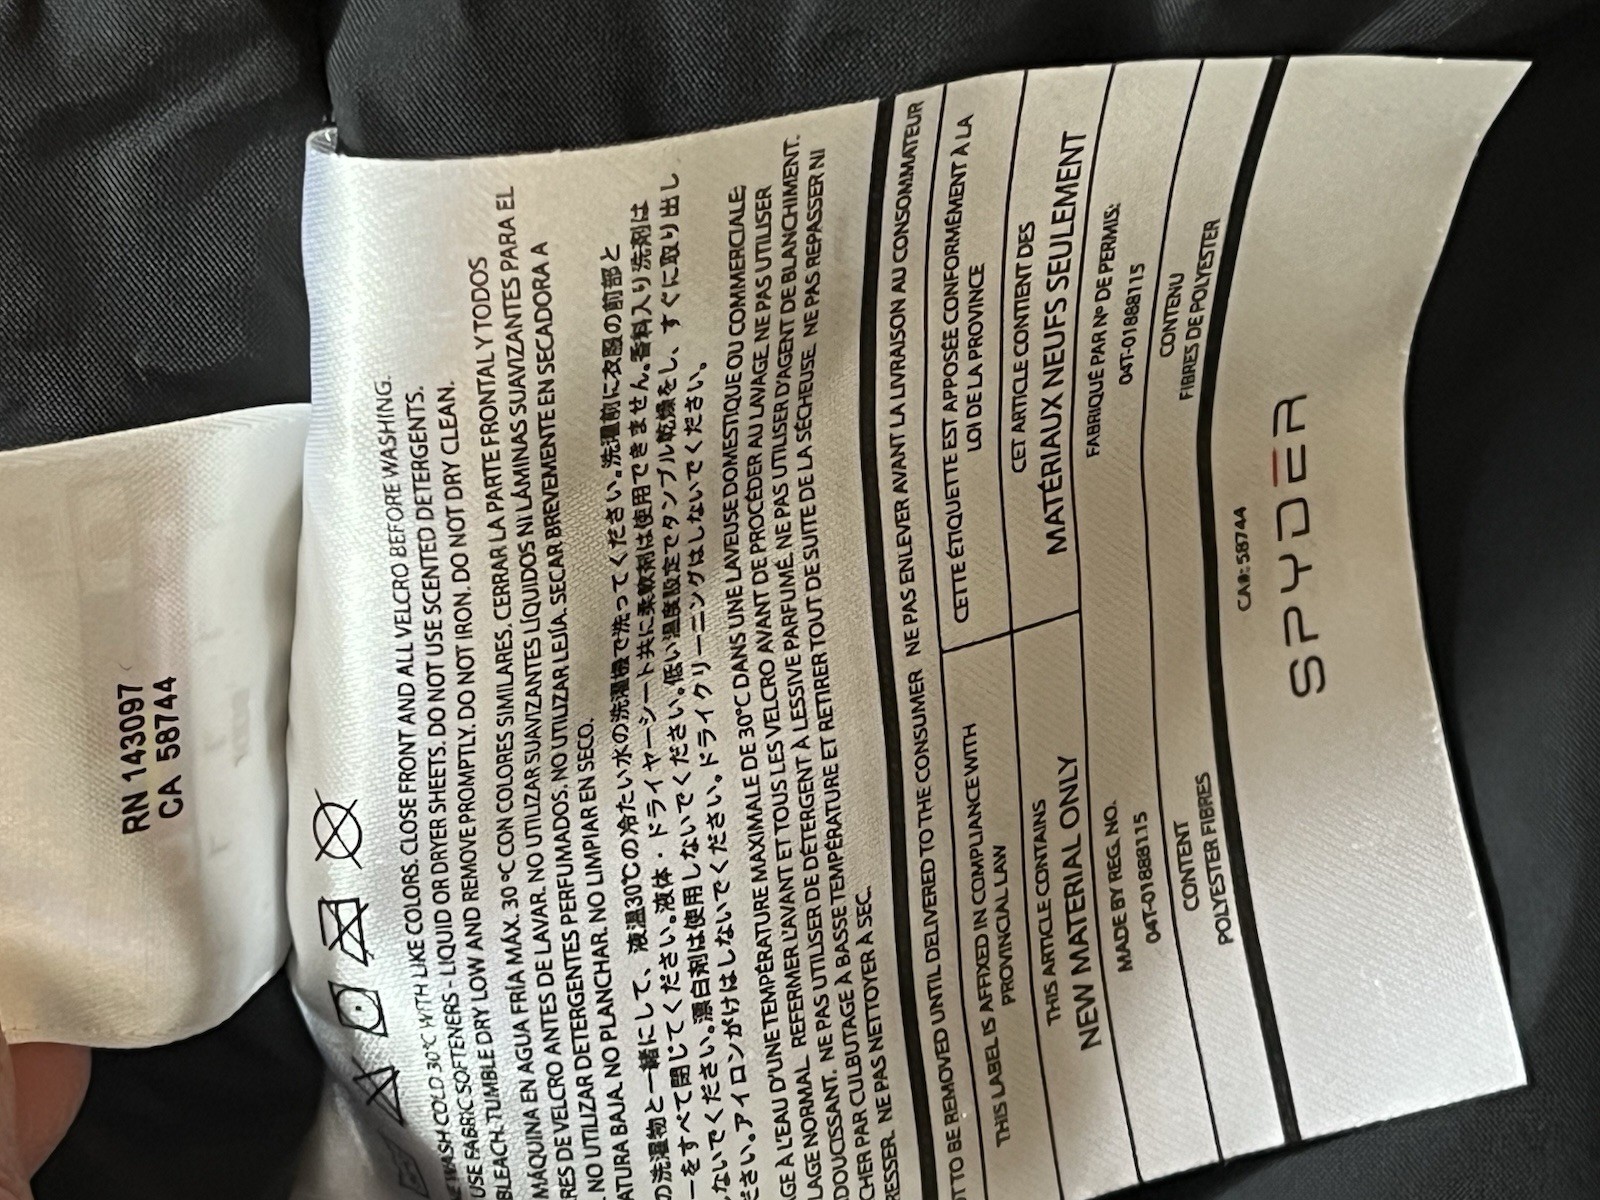 RN 143097
CA 58744
WASH COLD 30°C WITH LIKE COLORS. CLOSE FRONT AND ALL VELCRO BEFORE WASHING.
USE FABRIC SOFTENERS - LIQUID OR DRYER SHEETS. DO NOT USE SCENTED DETERGENTS.
BLEACH. TUMBLE DRY LOW AND REMOVE PROMPTLY. DO NOT IRON. DO NOT DRY CLEAN.
MÁQUINA EN AGUA FRÍA MÁX. 30 °C CON COLORES SIMILARES. CERRAR LA PARTE FRONTAL Y TODOS
DE VELCRO ANTES DE LAVAR. NO UTILIZAR SUAVIZANTES LÍQUIDOS NI LÁMINAS SUAVIZANTES PARA EL
NO UTILIZAR DETERGENTES PERFUMADOS. NO UTILIZAR LEJÍA. SECAR BREVEMENTE EN SECADORA A
BAJA. NO PLANCHAR. NO LIMPIAR EN SECO.
の洗濯物と一緒にして、液温30℃の冷たい水の洗濯機で洗ってください。洗濯前に衣服の前部と
ーをすべて閉じてください。液体・ドライヤーシート共に柔軟剤は使用できません。香料入り洗剤は
ないでください。漂白剤は使用しないでください。低い温度設定でタンブル乾燥をし、すぐに取り出し
ださい。アイロンがけはしないでください。ドライクリーニングはしないでください。
À L'EAU D'UNE TEMPÉRATURE MAXIMALE DE 30°C DANS UNE LAVEUSE DOMESTIQUE OU COMMERCIALE;
NORMAL. REFERMER L'AVANT ET TOUS LES VELCRO AVANT DE PROCÉDER AU LAVAGE. NE PAS UTILISER
NE PAS UTILISER DE DÉTERGENT À LESSIVE PARFUMÉ. NE PAS UTILISER D'AGENT DE BLANCHIMENT.
PAR CULBUTAGE A BASSE TEMPÉRATURE ET RETIRER TOUT DE SUITE DE LA SÉCHEUSE. NE PAS REPASSER NI
NE PAS NETTOYER A SEC.
TO BE REMOVED UNTIL DELIVERED TO THE CONSUMER NE PAS ENLEVER AVANT LA LIVRAISON AU CONSOMMATEUR
THIS LABEL IS AFFIXED IN COMPLIANCE WITH
PROVINCIAL LAW
CETTE ÉTIQUETTE EST APPOSÉE CONFORMÉMENT À LA
LOI DE LA PROVINCE
THIS ARTICLE CONTAINS
NEW MATERIAL ONLY
CET ARTICLE CONTIENT DES
MATÉRIAUX NEUFS SEULEMENT
MADE BY REG. NO.
04T-01888115
FABRIQUÉ PAR Nº DE PERMIS:
04T-01888115
CONTENT
POLYESTER FIBRES
CONTENU
FIBRES DE POLYESTER
CA#: 58744
SPYDER